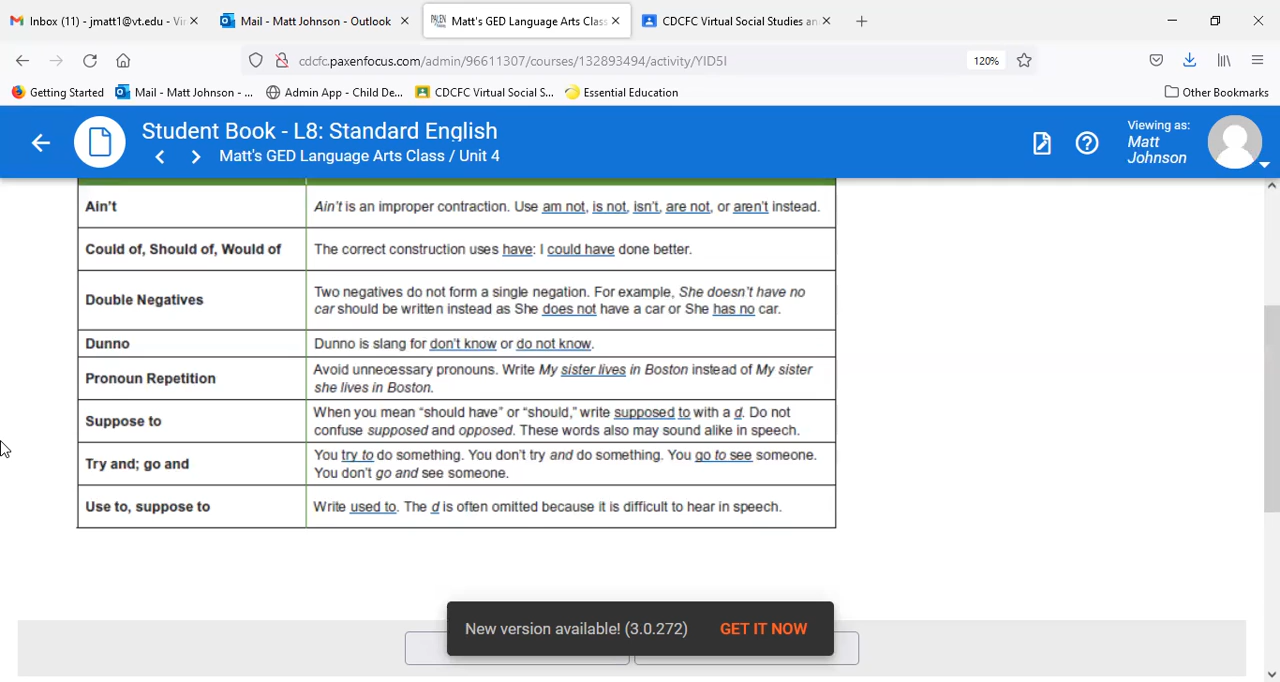 Inbox (11) - jmatt1@vt.edu - Vir
Mail - Matt Johnson - Outlook
Matt's GED Language Arts Class
CDCFC Virtual Social Studies an
cdcfc.paxenfocus.com/admin/96611307/courses/132893494/activity/YID5I
120%
Getting Started
Mail - Matt Johnson - ...
Admin App - Child De...
CDCFC Virtual Social S...
Essential Education
Other Bookmarks
Student Book - L8: Standard English
Matt's GED Language Arts Class / Unit 4
Viewing as:
Matt
Johnson
Ain't
Ain't is an improper contraction. Use am not, is not, isn't, are not, or aren't instead.
Could of, Should of, Would of
The correct construction uses have: I could have done better.
Double Negatives
Two negatives do not form a single negation. For example, She doesn't have no
car should be written instead as She does not have a car or She has no car.
Dunno
Dunno is slang for don't know or do not know.
Pronoun Repetition
Avoid unnecessary pronouns. Write My sister lives in Boston instead of My sister
she lives in Boston.
Suppose to
When you mean "should have" or "should," write supposed to with a d. Do not
confuse supposed and opposed. These words also may sound alike in speech.
Try and; go and
You try to do something. You don't try and do something. You go to see someone.
You don't go and see someone.
Use to, suppose to
Write used to. The d is often omitted because it is difficult to hear in speech.
New version available! (3.0.272)
GET IT NOW